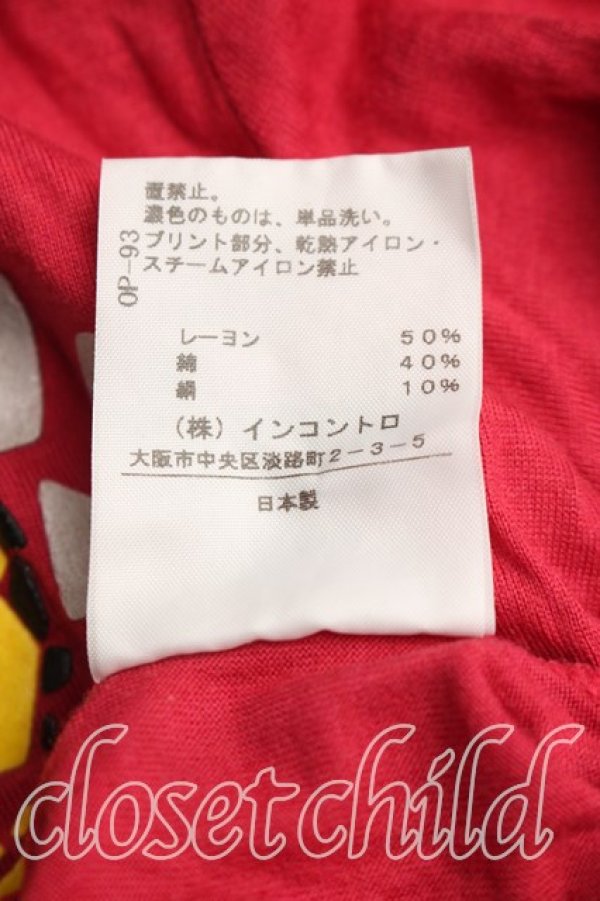 置禁止。
濃色のものは、単品洗い。
プリント部分、乾熱アイロン・
スチームアイロン禁止
OP-93
レーヨン 50%
綿 40%
絹 10%
(株)インコントロ
大阪市中央区淡路町2-3-5
日本製
closet child